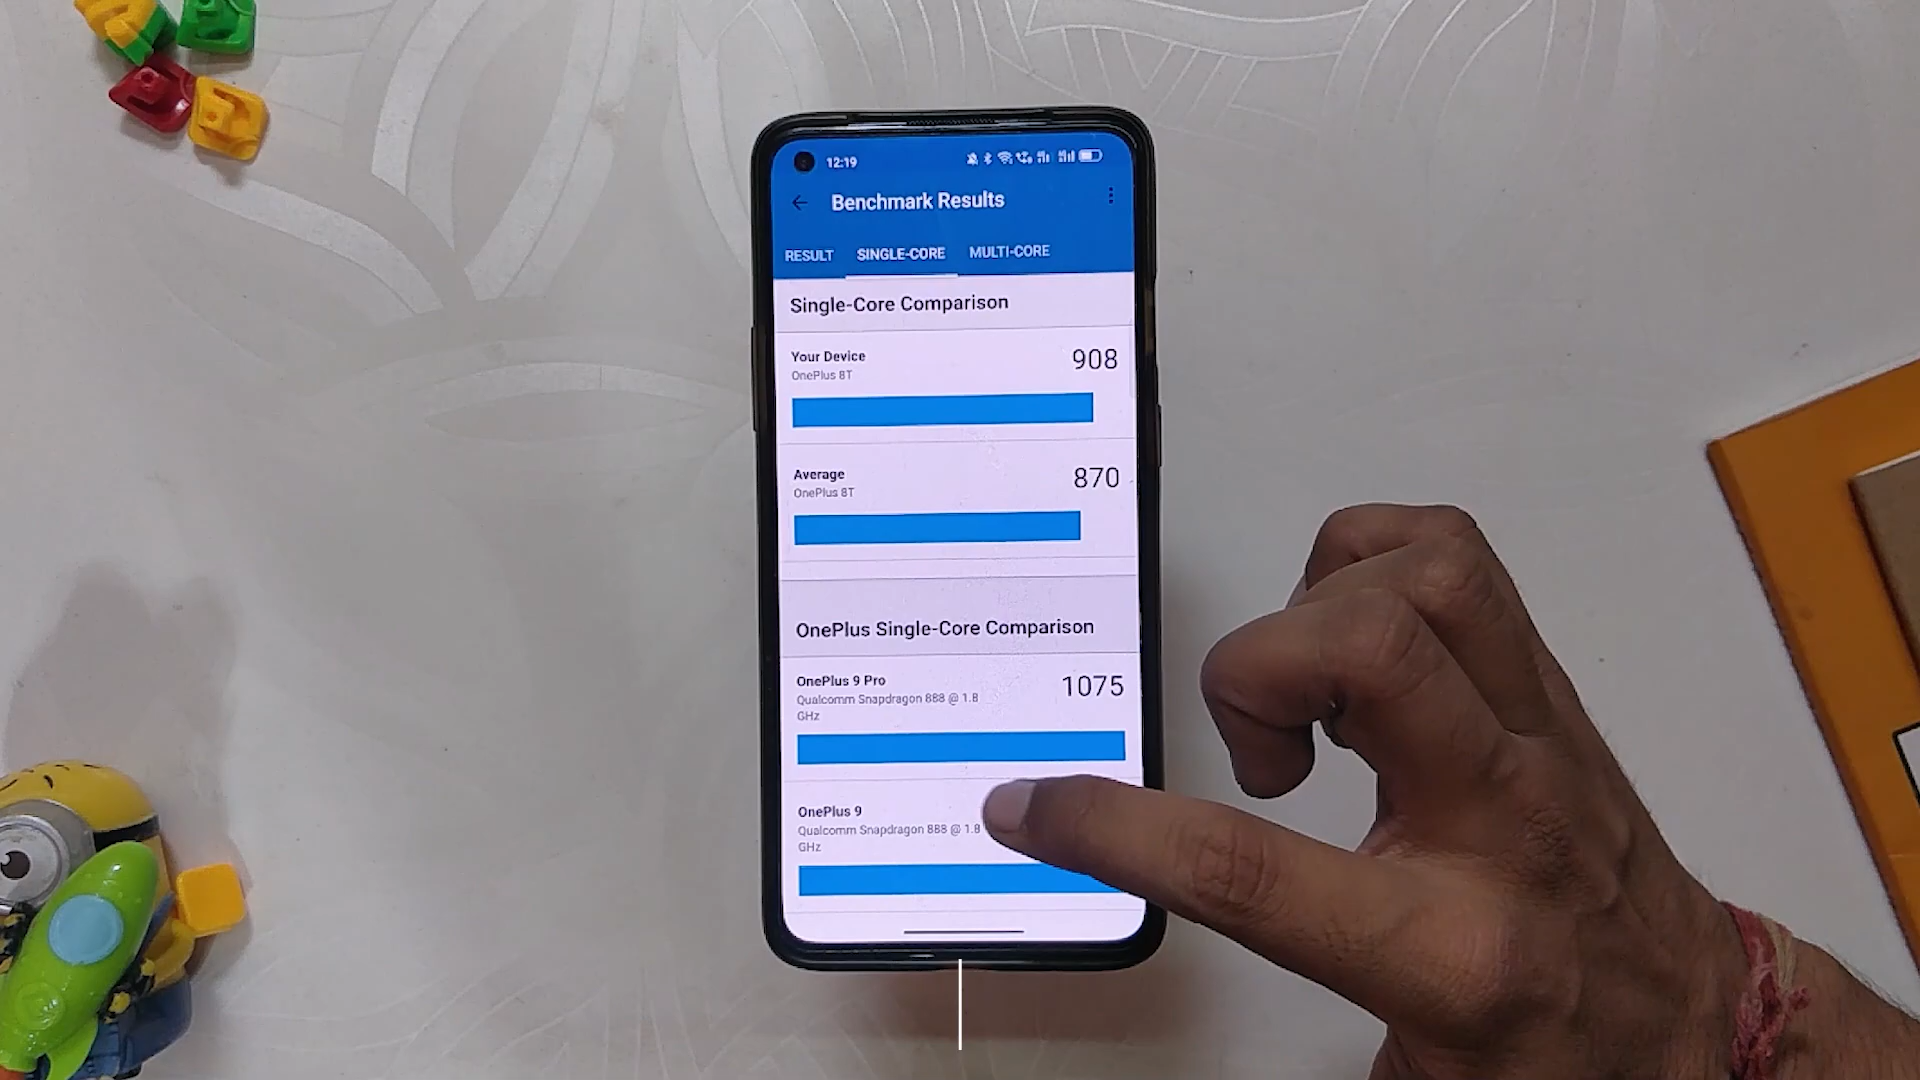 12:19
Benchmark Results
RESULT SINGLE-CORE MULTI-CORE
Single-Core Comparison
Your Device
908
OnePlus 8T
Average
870
OnePlus 8T
OnePlus Single-Core Comparison
OnePlus 9 Pro
1075
Qualcomm Snapdragon 888 @ 1.8
GHz
OnePlus 9
Qualcomm Snapdragon 888 @ 1.8
GHz